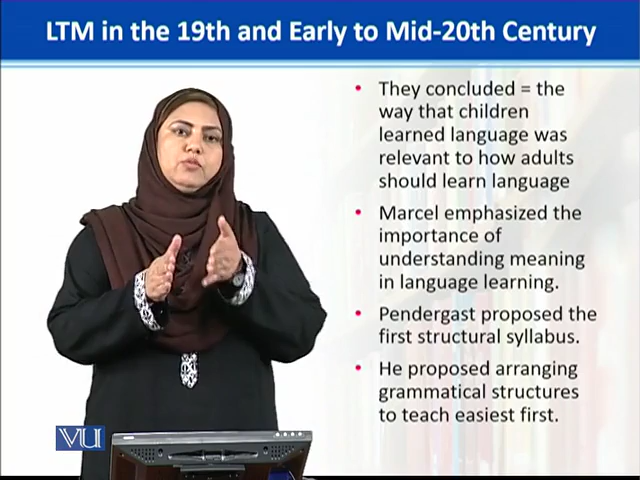 LTM in the 19th and Early to Mid-20th Century
• They concluded = the
way that children
learned language was
relevant to how adults
should learn language
• Marcel emphasized the
importance of
understanding meaning
in language learning.
• Pendergast proposed the
first structural syllabus.
• He proposed arranging
grammatical structures
to teach easiest first.
VU